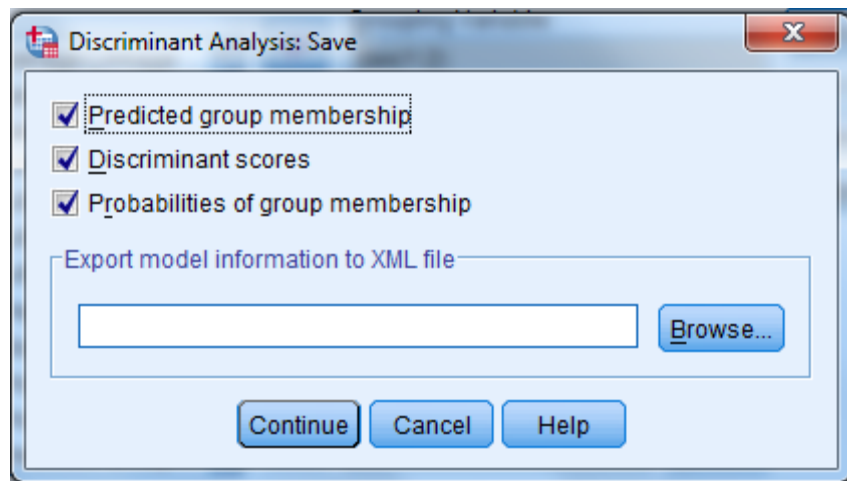 Discriminant Analysis: Save
Predicted group membership
Discriminant scores
Probabilities of group membership
Export model information to XML file
Browse...
Continue Cancel Help